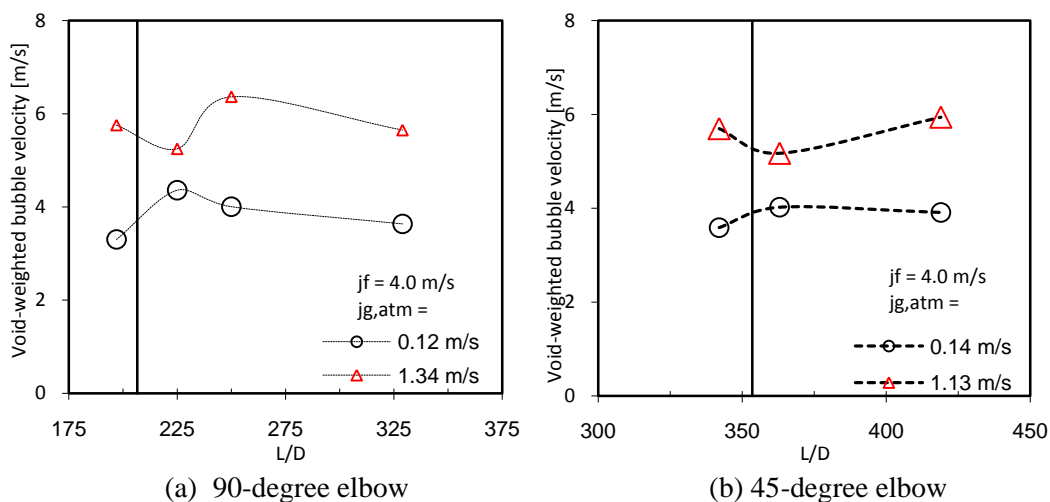 8
6
4
2
0
Void-weighted bubble velocity [m/s]
jf = 4.0 m/s
jg,atm =
0.12 m/s
1.34 m/s
175 225 275 325 375
L/D
(a) 90-degree elbow
8
6
4
2
0
Void-weighted bubble velocity [m/s]
jf = 4.0 m/s
jg,atm =
0.14 m/s
1.13 m/s
300 350 400 450
L/D
(b) 45-degree elbow